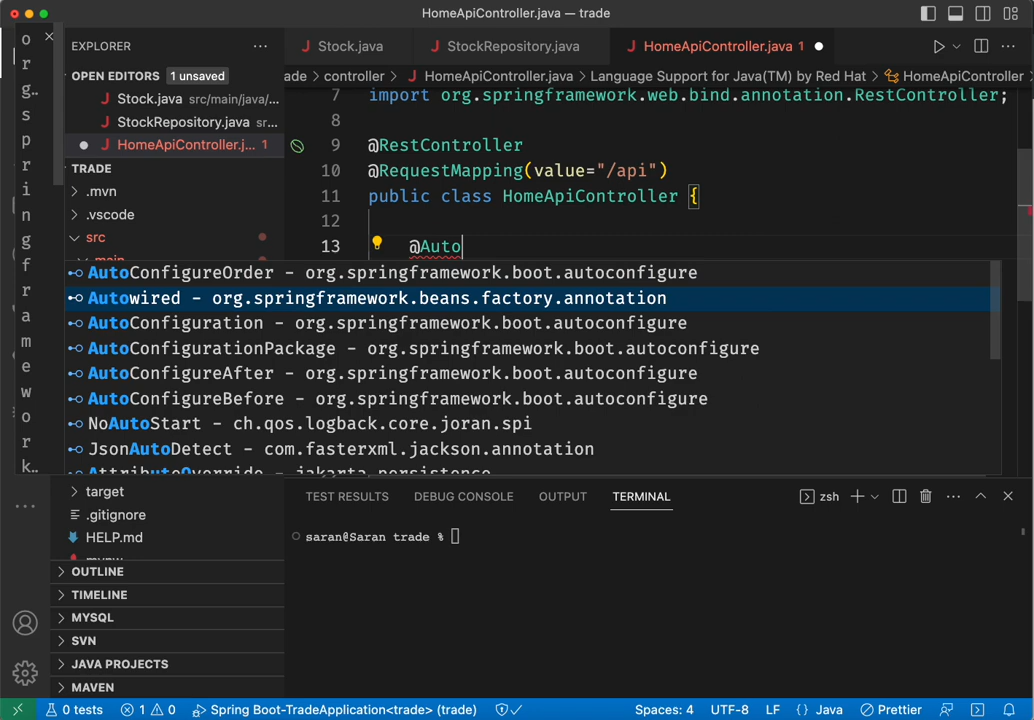 HomeApiController.java — trade
EXPLORER
OPEN EDITORS 1 unsaved
Stock.java src/main/java/...
StockRepository.java sr...
HomeApiController.j... 1
TRADE
.mvn
.vscode
src
main
Stock.java
StockRepository.java
HomeApiController.java 1
ade > controller > HomeApiController.java > Language Support for Java(TM) by Red Hat > HomeApiController
7 import org.springframework.web.bind.annotation.RestController;
8
9 @RestController
10 @RequestMapping(value="/api")
11 public class HomeApiController {
12
13 @Auto
o
r
g..
s
p
r
i
n
g
f
r
a
m
e
w
o
r
k..
AutoConfigureOrder - org.springframework.boot.autoconfigure
Autowired - org.springframework.beans.factory.annotation
AutoConfiguration - org.springframework.boot.autoconfigure
AutoConfigurationPackage - org.springframework.boot.autoconfigure
AutoConfigureAfter - org.springframework.boot.autoconfigure
AutoConfigureBefore - org.springframework.boot.autoconfigure
NoAutoStart - ch.qos.logback.core.joran.spi
JsonAutoDetect - com.fasterxml.jackson.annotation
AttributeOverride - jakarta.persistence
target
.gitignore
HELP.md
OUTLINE
TIMELINE
MYSQL
SVN
JAVA PROJECTS
MAVEN
TEST RESULTS
DEBUG CONSOLE
OUTPUT
TERMINAL
zsh
saran@Saran trade %
0 tests
1
0
Spring Boot-TradeApplication<trade> (trade)
Spaces: 4
UTF-8
LF
{} Java
Prettier